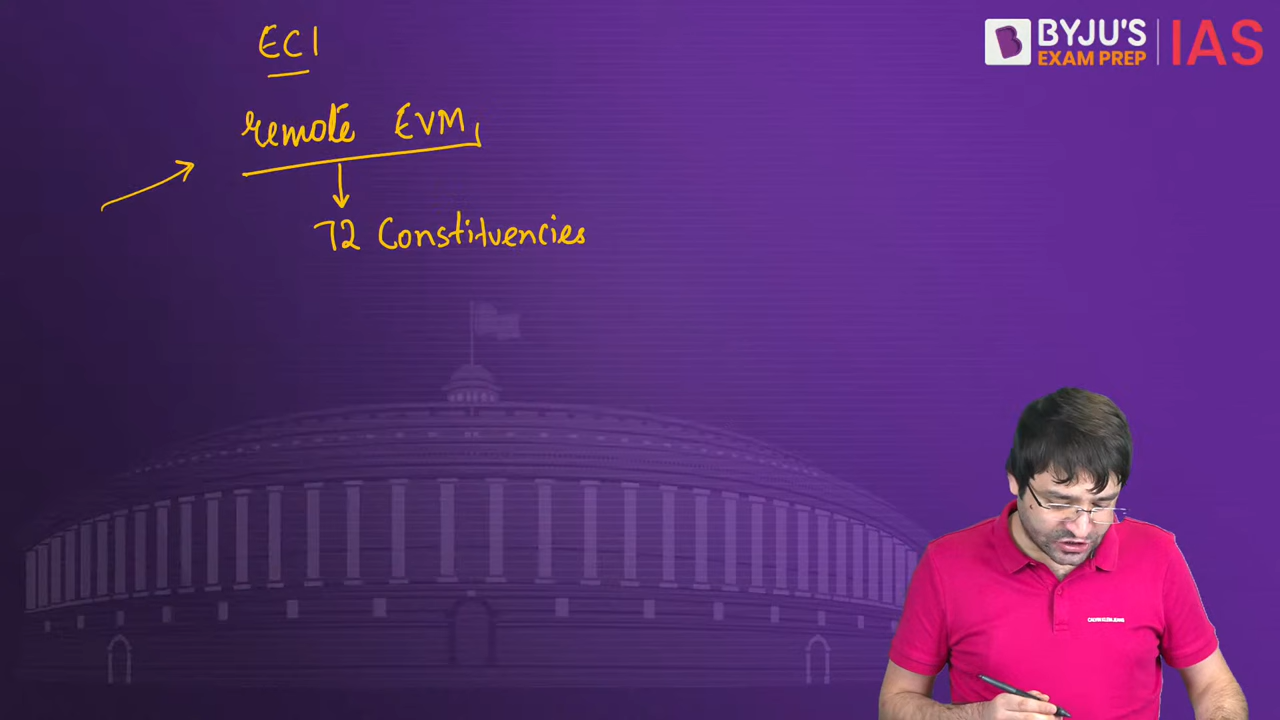 ECI
remote EVM,
72 Constituencies
BYJU'S
EXAM PREP
IAS